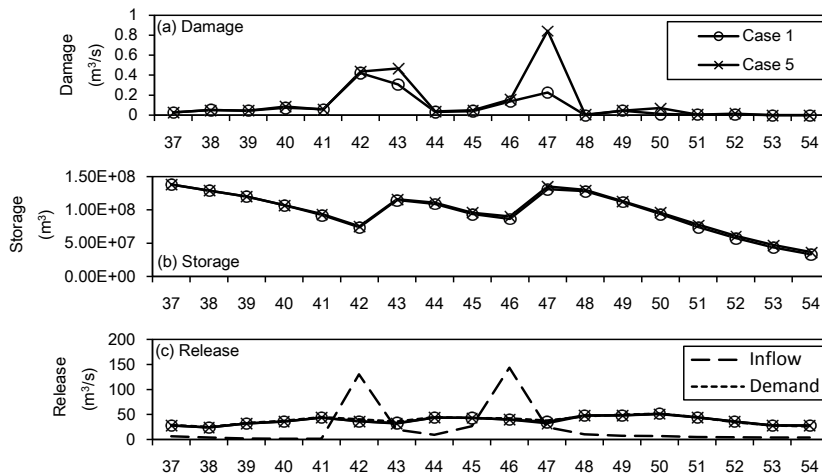 (a) Damage
Damage
(m³/s)
1
0.8
0.6
0.4
0.2
0
Case 1
Case 5
37 38 39 40 41 42 43 44 45 46 47 48 49 50 51 52 53 54
Storage
(m³)
1.50E+08
1.00E+08
5.00E+07
0.00E+00
(b) Storage
37 38 39 40 41 42 43 44 45 46 47 48 49 50 51 52 53 54
Release
(m³/s)
200
150
100
50
0
(c) Release
Inflow
Demand
37 38 39 40 41 42 43 44 45 46 47 48 49 50 51 52 53 54